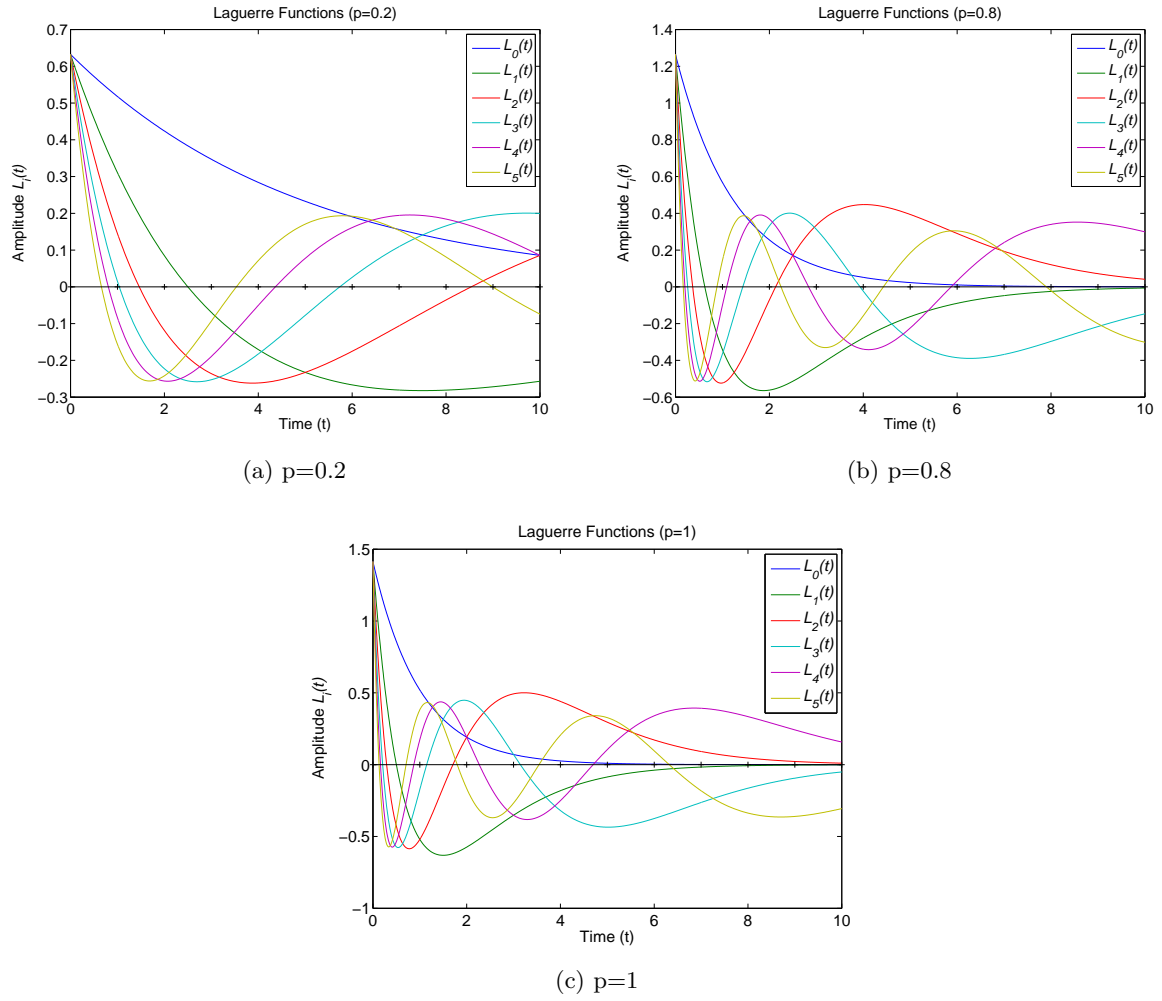 Laguerre Functions (p=0.2)
0.7
0.6
0.5
0.4
0.3
0.2
0.1
0
−0.1
−0.2
−0.3
0 2 4 6 8 10
Amplitude L_i(t)
Time (t)
L_0(t)
L_1(t)
L_2(t)
L_3(t)
L_4(t)
L_5(t)
(a) p=0.2
Laguerre Functions (p=0.8)
1.4
1.2
1
0.8
0.6
0.4
0.2
0
−0.2
−0.4
−0.6
0 2 4 6 8 10
Amplitude L_i(t)
Time (t)
L_0(t)
L_1(t)
L_2(t)
L_3(t)
L_4(t)
L_5(t)
(b) p=0.8
Laguerre Functions (p=1)
1.5
1
0.5
0
−0.5
−1
0 2 4 6 8 10
Amplitude L_i(t)
Time (t)
L_0(t)
L_1(t)
L_2(t)
L_3(t)
L_4(t)
L_5(t)
(c) p=1